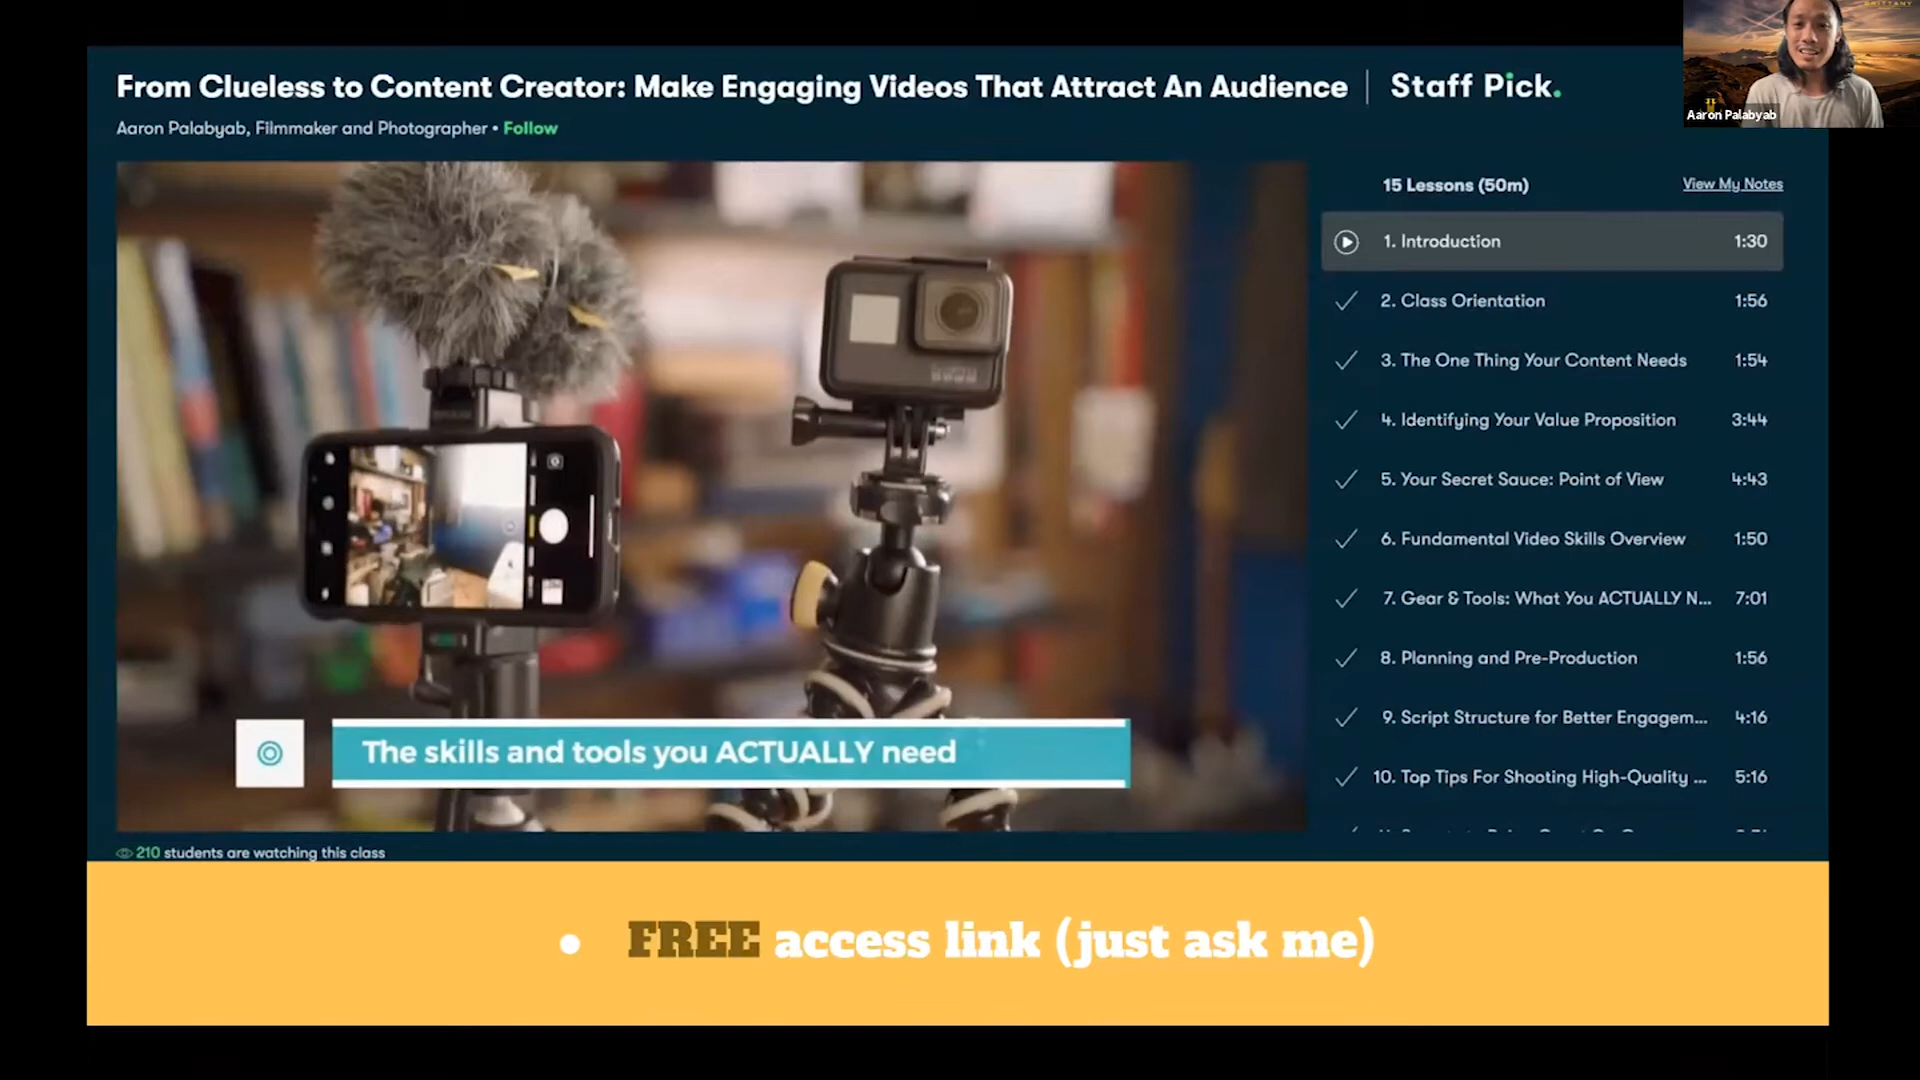 From Clueless to Content Creator: Make Engaging Videos That Attract An Audience | Staff Pick.
BRITTANY
Aaron Palabyab
Aaron Palabyab, Filmmaker and Photographer • Follow
15 Lessons (50m) View My Notes
1. Introduction 1:30
2. Class Orientation 1:56
3. The One Thing Your Content Needs 1:54
4. Identifying Your Value Proposition 3:44
5. Your Secret Sauce: Point of View 4:43
6. Fundamental Video Skills Overview 1:50
7. Gear & Tools: What You ACTUALLY N... 7:01
8. Planning and Pre-Production 1:56
9. Script Structure for Better Engagem... 4:16
10. Top Tips For Shooting High-Quality ... 5:16
The skills and tools you ACTUALLY need
210 students are watching this class
• FREE access link (just ask me)